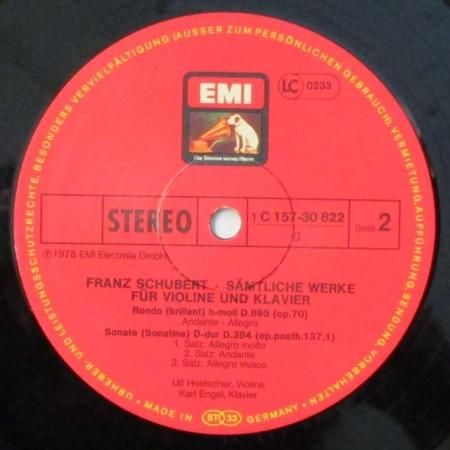 URHEBER- UND LEISTUNGSSCHUTZRECHTE, BESONDERS VERVIELFÄLTIGUNG (AUSSER ZUM PERSÖNLICHEN GEBRAUCH), VERMIETUNG, AUFFÜHRUNG, SENDUNG, VORBEHALTEN
EMI
LC 0233
Die Stimme seines Herrn
STEREO
1 C 157-30 822
B
Seite 2
℗1978 EMI Electrola GmbH
FRANZ SCHUBERT · SÄMTLICHE WERKE
FÜR VIOLINE UND KLAVIER
Rondo (brillant) h-moll D.895 (op.70)
Andante - Allegro
Sonate (Sonatine) D-dur D.384 (op.posth.137,1)
1. Satz: Allegro molto
2. Satz: Andante
3. Satz: Allegro vivace
Ulf Hoelscher, Violine
Karl Engel, Klavier
MADE IN GERMANY
ST 33